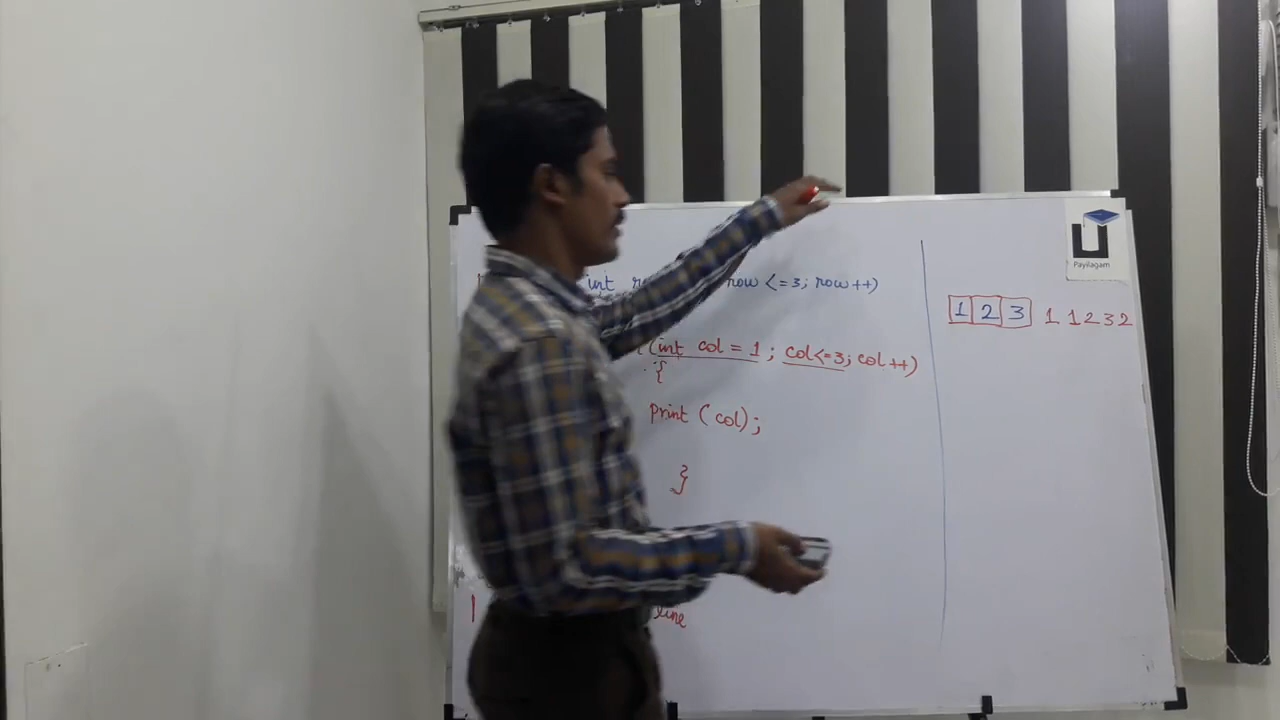 int row <=3; row ++)
(int col = 1 ; col<=3; col ++)
{
print (col);
}
line
1 2 3 1 1 2 3 2
Payilagam